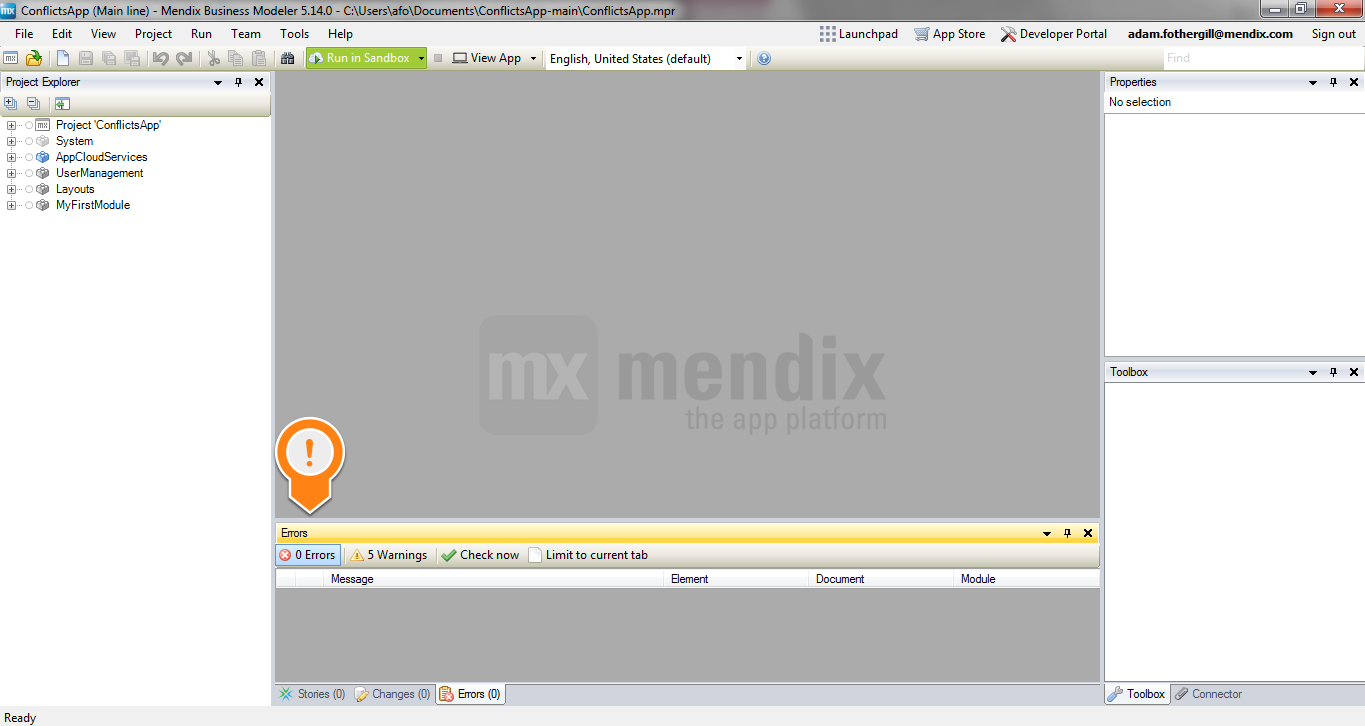 mx ConflictsApp (Main line) - Mendix Business Modeler 5.14.0 - C:\Users\afo\Documents\ConflictsApp-main\ConflictsApp.mpr
File Edit View Project Run Team Tools Help Launchpad App Store Developer Portal adam.fothergill@mendix.com Sign out
mx Run in Sandbox View App English, United States (default) ? Find
Project Explorer
mx Project 'ConflictsApp'
System
AppCloudServices
UserManagement
Layouts
MyFirstModule
mx mendix
the app platform
!
Errors
0 Errors 5 Warnings Check now Limit to current tab
Message Element Document Module
Stories (0) Changes (0) Errors (0)
Properties
No selection
Toolbox
Toolbox Connector
Ready